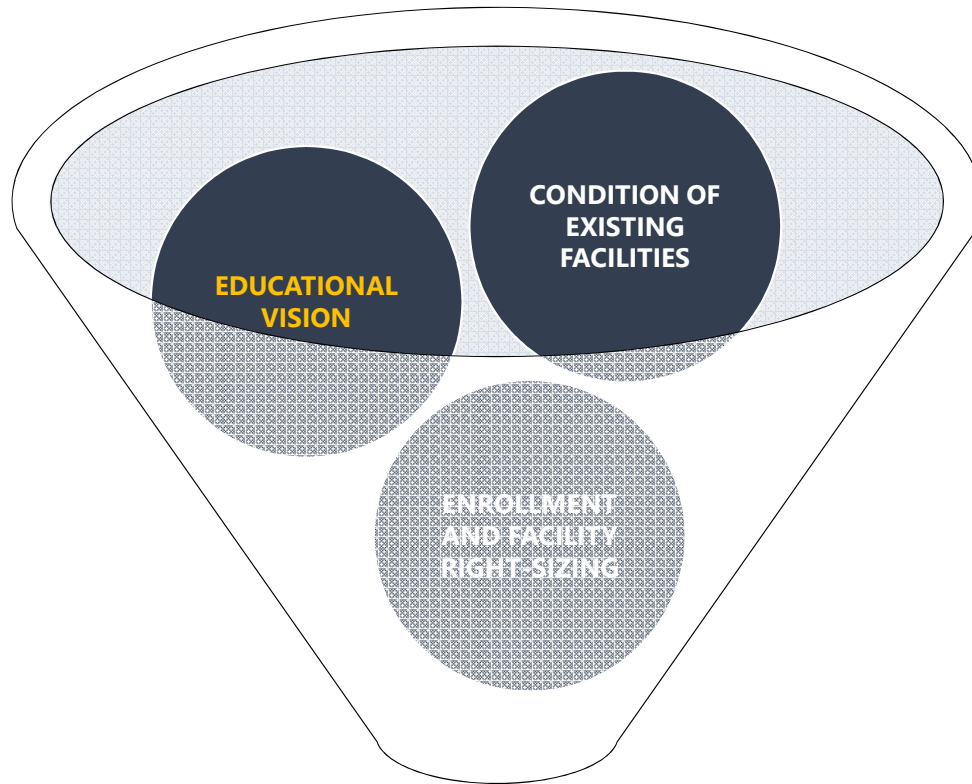 CONDITION OF
EXISTING
FACILITIES
EDUCATIONAL
VISION
ENROLLMENT
AND FACILITY
RIGHT-SIZING